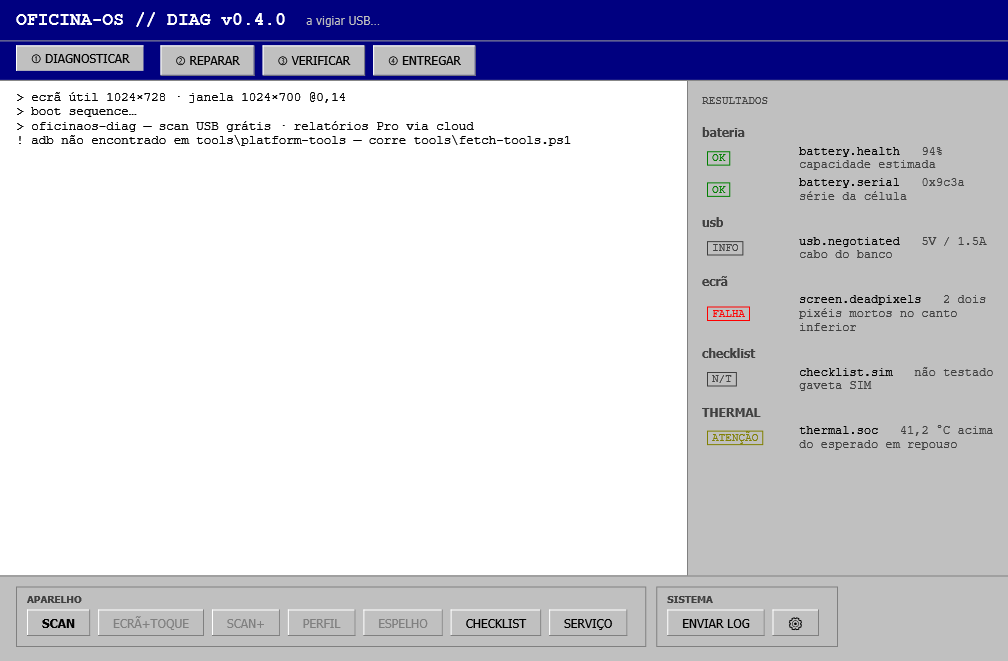 OFICINA-OS // DIAG v0.4.0 a vigiar USB...
① DIAGNOSTICAR ② REPARAR ③ VERIFICAR ④ ENTREGAR
> ecrã útil 1024×728 · janela 1024×700 @0,14
> boot sequence…
> oficinaos-diag — scan USB grátis · relatórios Pro via cloud
! adb não encontrado em tools\platform-tools — corre tools\fetch-tools.ps1
RESULTADOS
bateria
OK battery.health 94%
capacidade estimada
OK battery.serial 0x9c3a
série da célula
usb
INFO usb.negotiated 5V / 1.5A
cabo do banco
ecrã
FALHA screen.deadpixels 2 dois
pixéis mortos no canto
inferior
checklist
N/T checklist.sim não testado
gaveta SIM
THERMAL
ATENÇÃO thermal.soc 41,2 °C acima
do esperado em repouso
APARELHO
SCAN ECRÃ+TOQUE SCAN+ PERFIL ESPELHO CHECKLIST SERVIÇO
SISTEMA
ENVIAR LOG